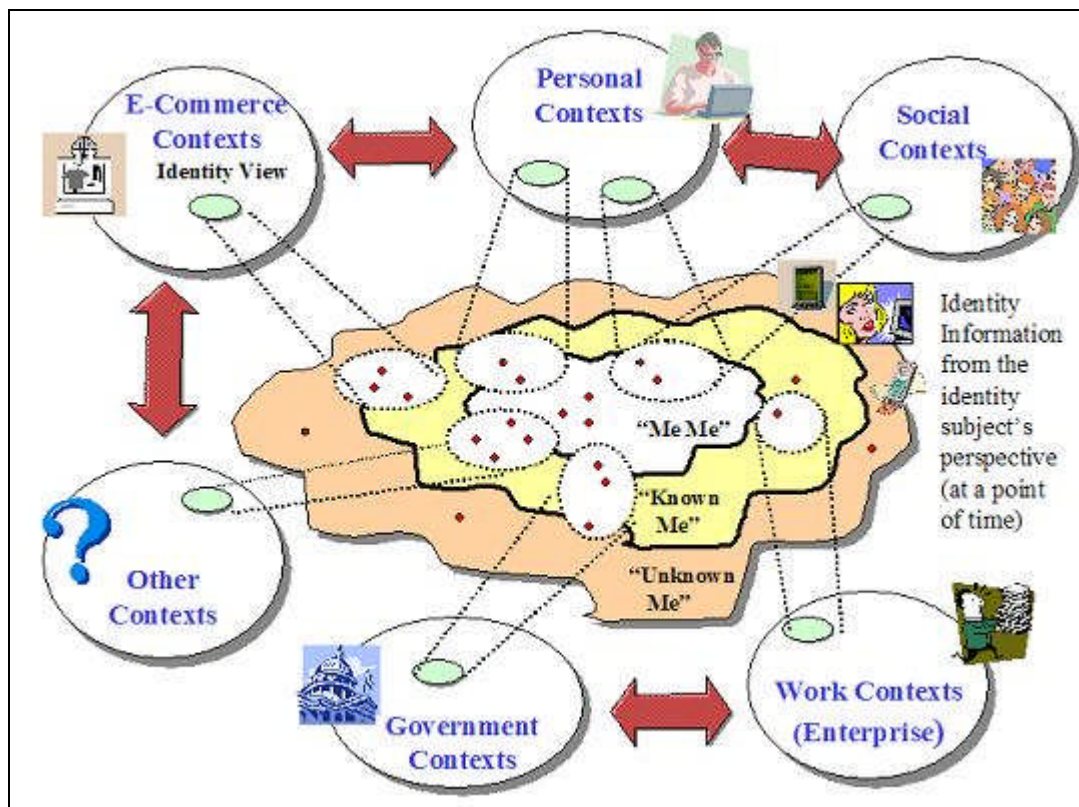 E-Commerce
Contexts
Identity View
Personal
Contexts
Social
Contexts
Identity
Information
from the
identity
subject's
perspective
(at a point
of time)
"Me Me"
"Known
Me"
"Unknown
Me"
Other
Contexts
Government
Contexts
Work Contexts
(Enterprise)